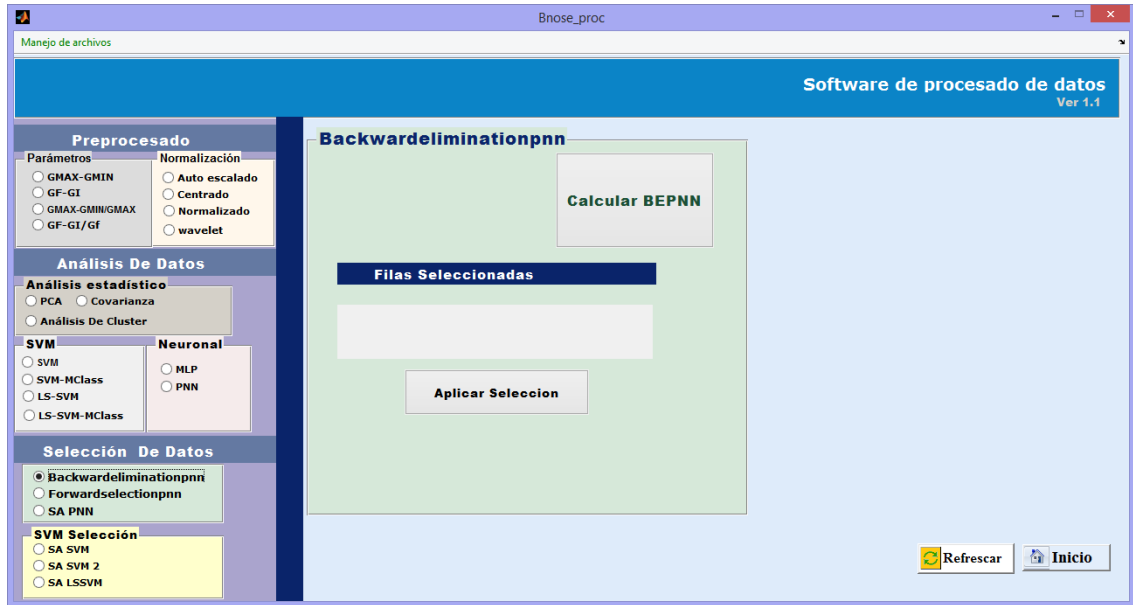 Bnose_proc
Manejo de archivos
Software de procesado de datos
Ver 1.1
Preprocesado
Parámetros
GMAX-GMIN
GF-GI
GMAX-GMIN/GMAX
GF-GI/Gf
Normalización
Auto escalado
Centrado
Normalizado
wavelet
Análisis De Datos
Análisis estadístico
PCA Covarianza
Análisis De Cluster
SVM
SVM
SVM-MClass
LS-SVM
LS-SVM-MClass
Neuronal
MLP
PNN
Selección De Datos
Backwardeliminationpnn
Forwardselectionpnn
SA PNN
SVM Selección
SA SVM
SA SVM 2
SA LSSVM
Backwardeliminationpnn
Calcular BEPNN
Filas Seleccionadas
Aplicar Seleccion
Refrescar
Inicio